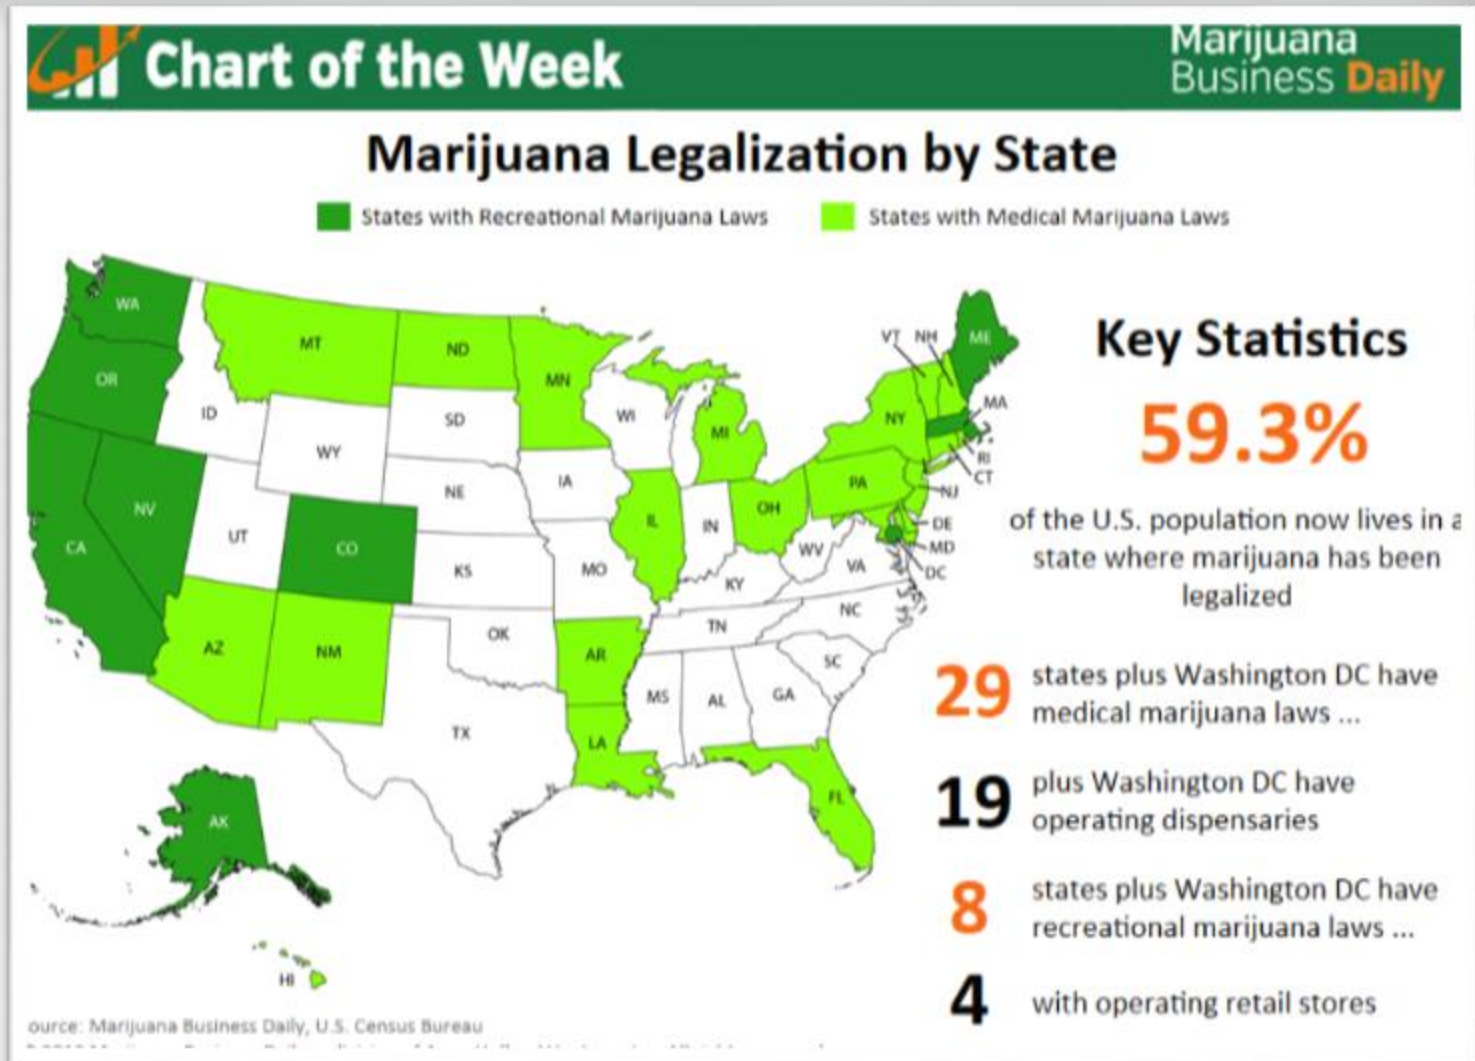 Chart of the Week
Marijuana
Business Daily
Marijuana Legalization by State
States with Recreational Marijuana Laws
States with Medical Marijuana Laws
WA
MT
ND
MN
OR
ID
WY
SD
WI
MI
VT
NH
ME
NY
MA
RI
CT
NV
CA
UT
CO
NE
IA
IL
IN
OH
PA
NJ
DE
MD
DC
KS
MO
KY
WV
VA
AZ
NM
OK
AR
TN
NC
SC
TX
LA
MS
AL
GA
FL
AK
HI
Key Statistics
59.3%
of the U.S. population now lives in a
state where marijuana has been
legalized
29
states plus Washington DC have
medical marijuana laws ...
19
plus Washington DC have
operating dispensaries
8
states plus Washington DC have
recreational marijuana laws ...
4
with operating retail stores
ource: Marijuana Business Daily, U.S. Census Bureau